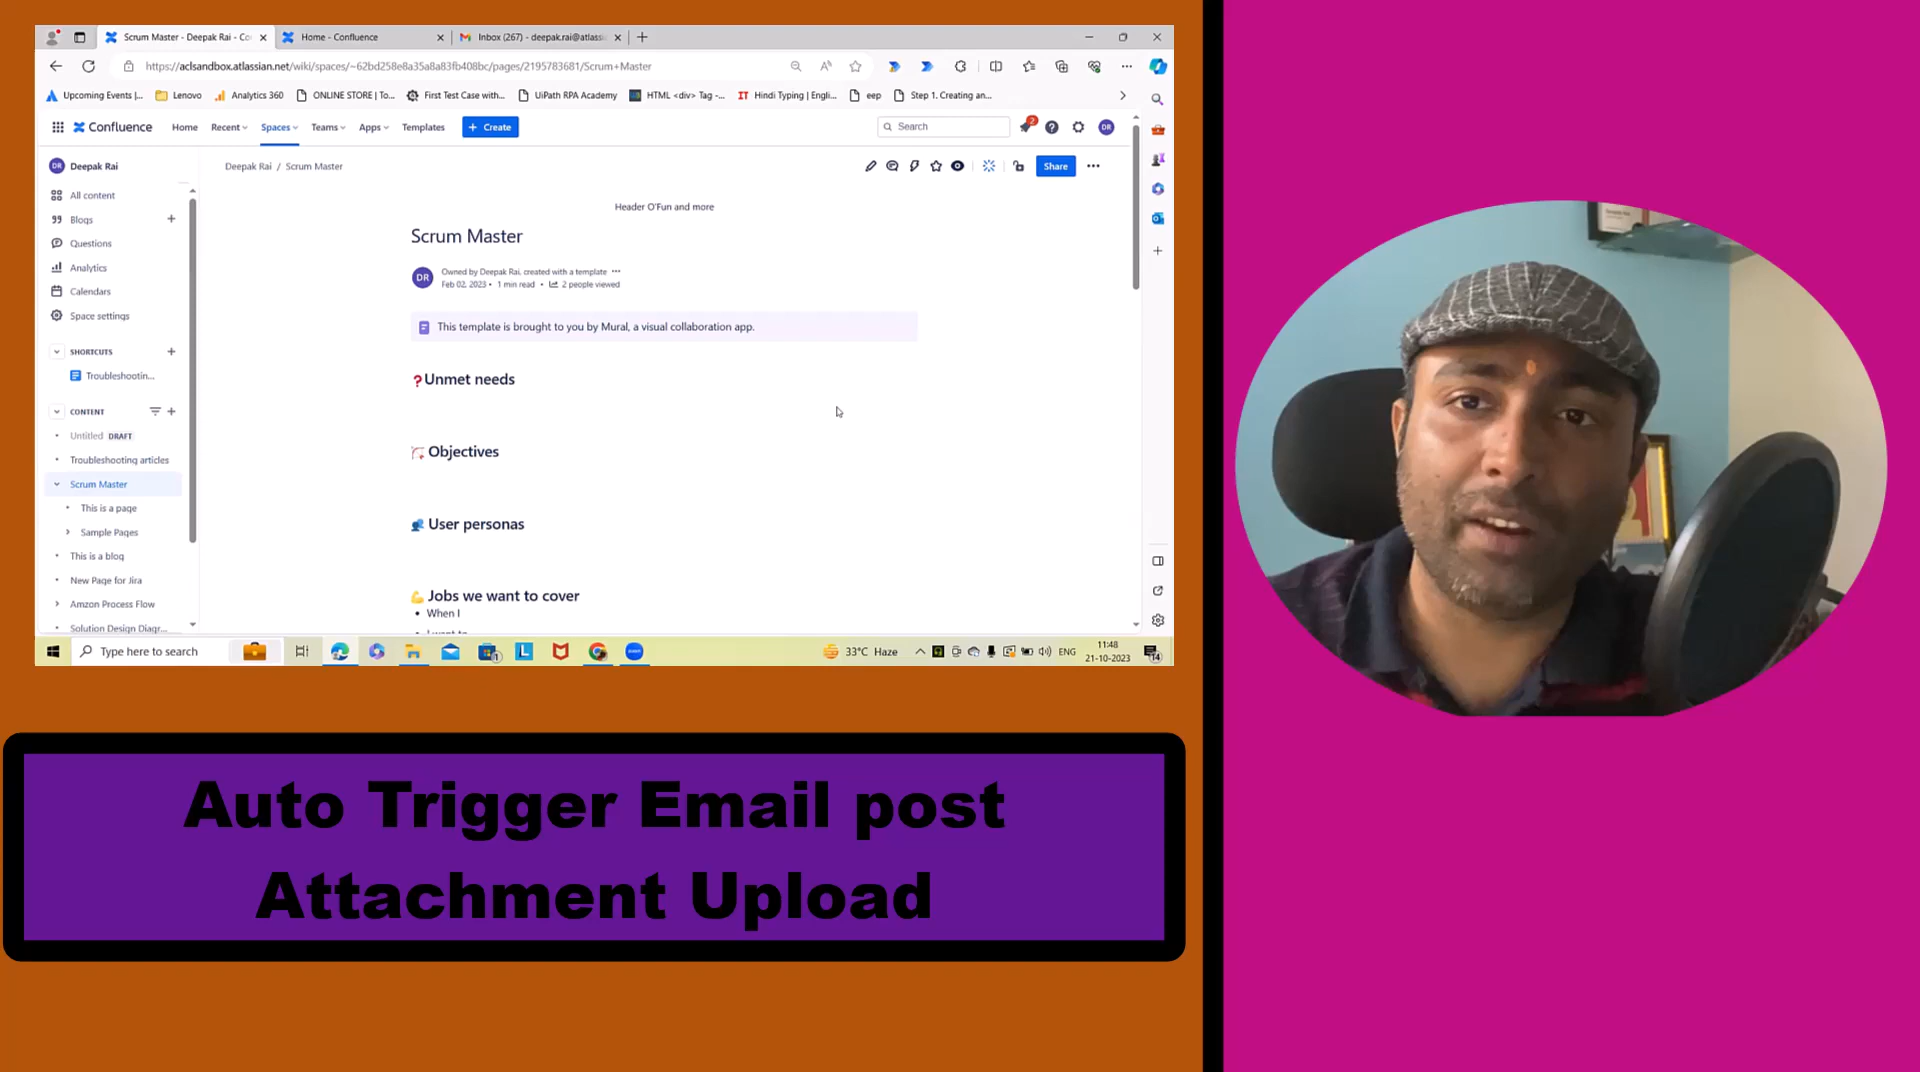 Scrum Master - Deepak Rai - Co
Home - Confluence
Inbox (267) - deepak.rai@atlassi
https://aclsandbox.atlassian.net/wiki/spaces/~62bd258e8a35a8a83fb408bc/pages/2195783681/Scrum+Master
Upcoming Events |...
Lenovo
Analytics 360
ONLINE STORE | To...
First Test Case with...
UiPath RPA Academy
HTML <div> Tag -...
IT Hindi Typing | Engli...
eep
Step 1. Creating an...
Confluence
Home
Recent
Spaces
Teams
Apps
Templates
+ Create
Search
2
DR
DR Deepak Rai
Deepak Rai / Scrum Master
Share
All content
Blogs
Questions
Analytics
Calendars
Space settings
SHORTCUTS
Troubleshootin...
CONTENT
Untitled DRAFT
Troubleshooting articles
Scrum Master
This is a page
Sample Pages
This is a blog
New Page for Jira
Amzon Process Flow
Solution Design Diagr...
Header O'Fun and more
Scrum Master
DR
Owned by Deepak Rai, created with a template •••
Feb 02, 2023 • 1 min read • 2 people viewed
This template is brought to you by Mural, a visual collaboration app.
❓Unmet needs
Objectives
User personas
💪 Jobs we want to cover
• When I
• I want to
Type here to search
33°C Haze
ENG
11:48
21-10-2023
Auto Trigger Email post
Attachment Upload